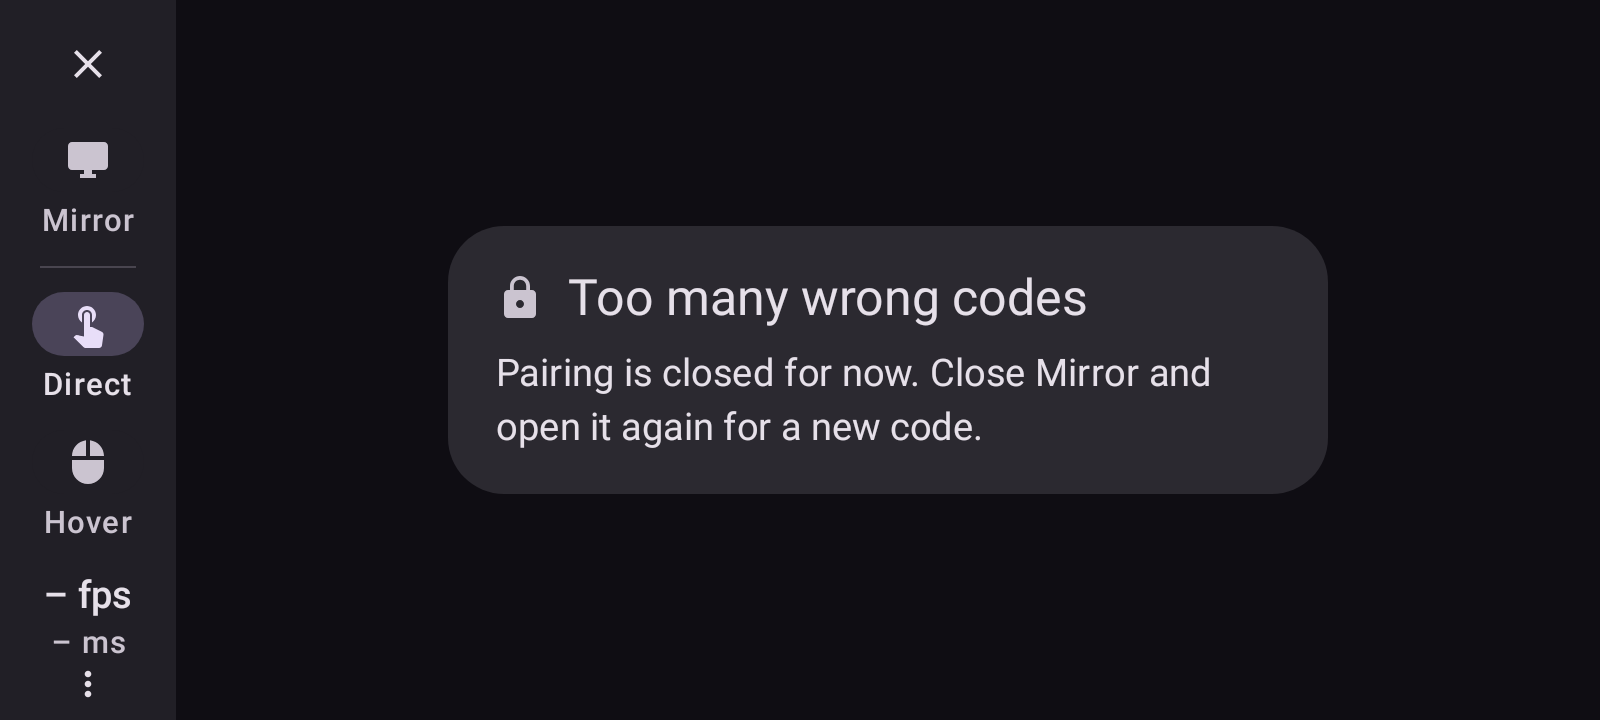 Mirror
Direct
Hover
– fps
– ms
Too many wrong codes
Pairing is closed for now. Close Mirror and
open it again for a new code.